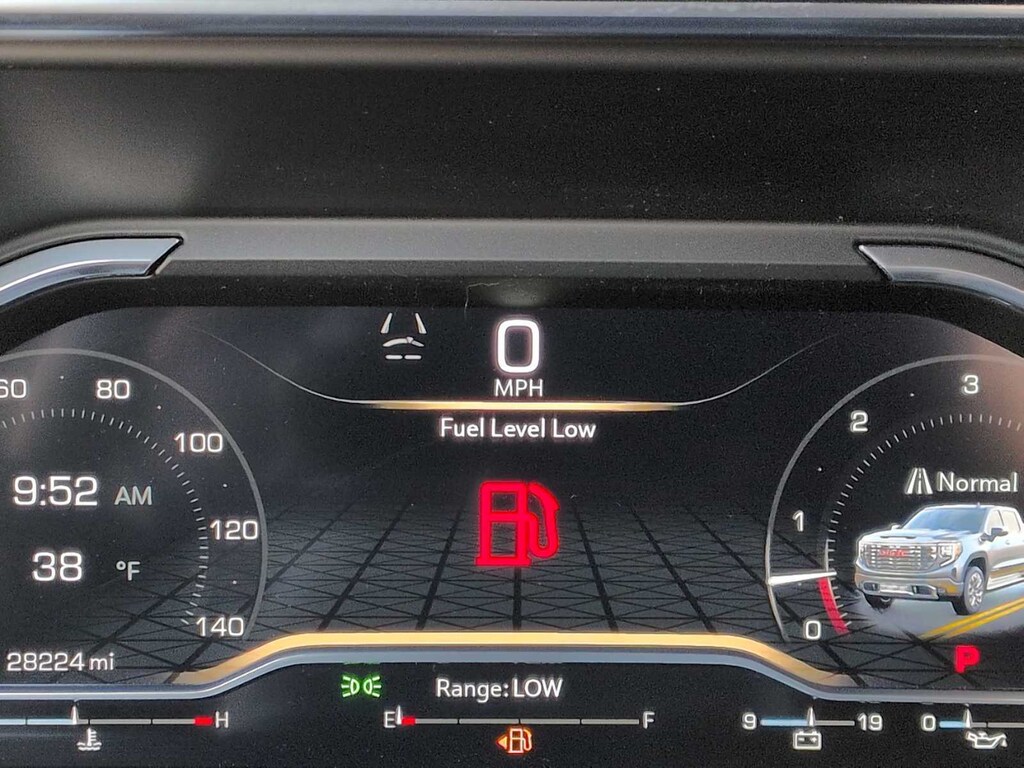 0
MPH
Fuel Level Low
60
80
100
120
140
9:52 AM
38 °F
28224 mi
3
2
1
0
Normal
GMC
P
Range: LOW
H
E
F
9
19
0